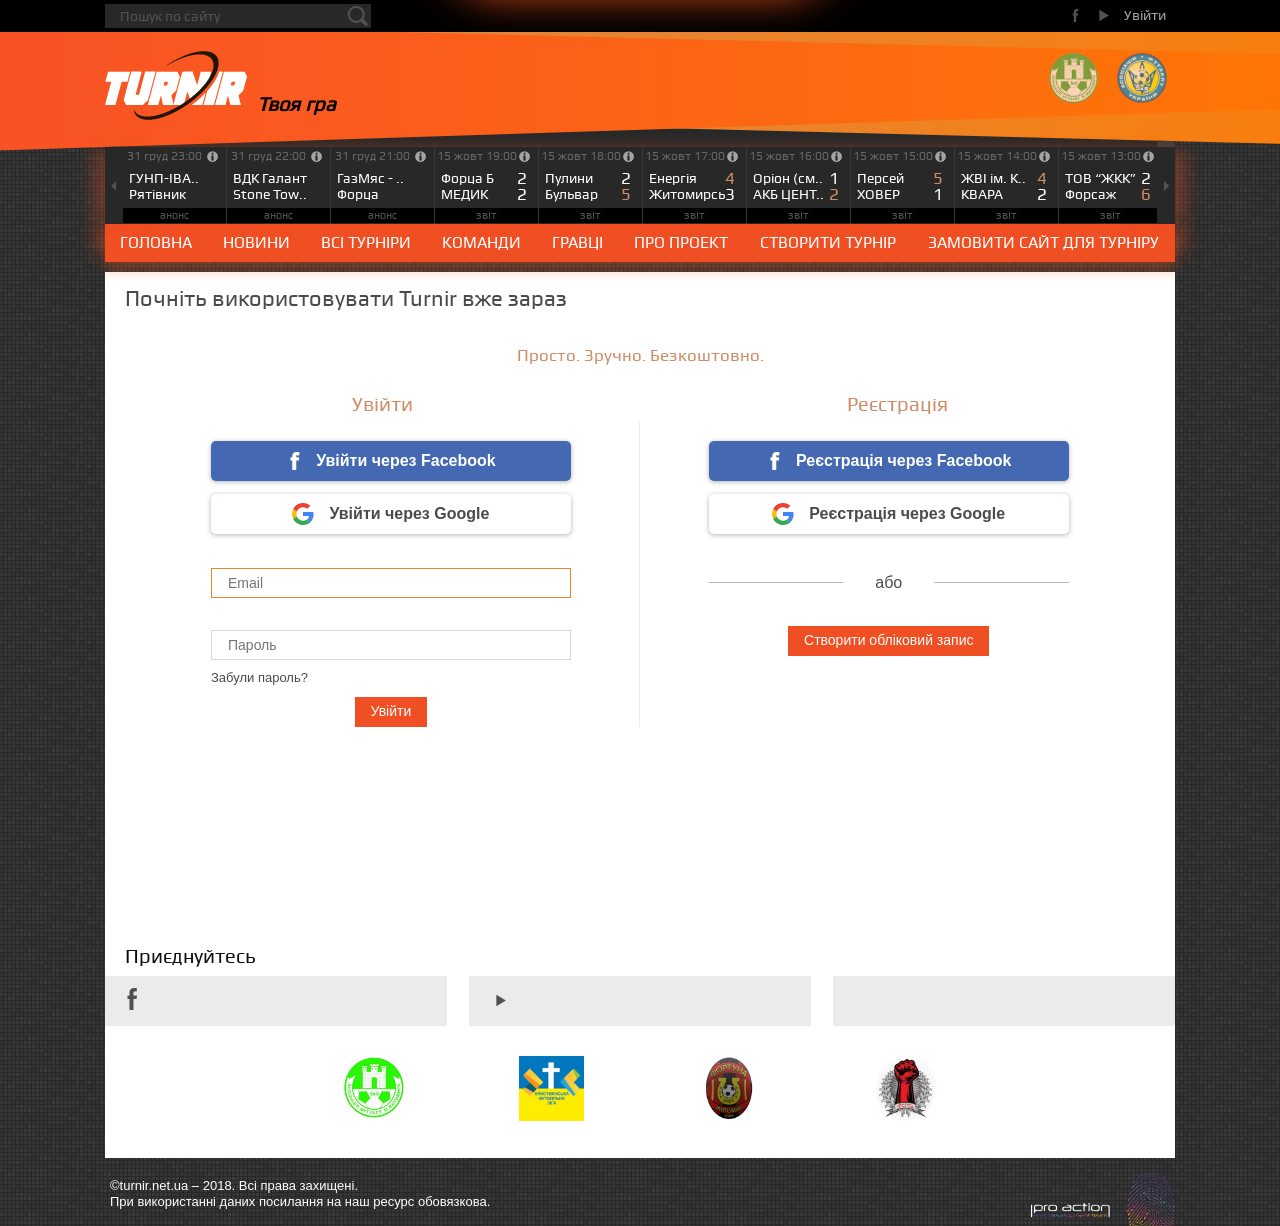 Пошук по сайту
Увійти
TURNIR
Твоя гра
31 груд 23:00
ГУНП-ІВА..
Рятівник
анонс
31 груд 22:00
ВДК Галант
Stone Tow..
анонс
31 груд 21:00
ГазМяс - ..
Форца
анонс
15 жовт 19:00
Форца Б 2
МЕДИК 2
звіт
15 жовт 18:00
Пулини 2
Бульвар 5
звіт
15 жовт 17:00
Енергія 4
Житомирсь 3
звіт
15 жовт 16:00
Оріон (см.. 1
АКБ ЦЕНТ.. 2
звіт
15 жовт 15:00
Персей 5
ХОВЕР 1
звіт
15 жовт 14:00
ЖВІ ім. К.. 4
КВАРА 2
звіт
15 жовт 13:00
ТОВ “ЖКК” 2
Форсаж 6
звіт
ГОЛОВНА НОВИНИ ВСІ ТУРНІРИ КОМАНДИ ГРАВЦІ ПРО ПРОЕКТ СТВОРИТИ ТУРНІР ЗАМОВИТИ САЙТ ДЛЯ ТУРНІРУ
Почніть використовувати Turnir вже зараз
Просто. Зручно. Безкоштовно.
Увійти
Увійти через Facebook
Увійти через Google
Email
Пароль
Забули пароль?
Увійти
Реєстрація
Реєстрація через Facebook
Реєстрація через Google
або
Створити обліковий запис
Приєднуйтесь
ХРИСТИЯНСЬКА
ФУТБОЛЬНА
ЛІГА
©turnir.net.ua – 2018. Всі права захищені.
При використанні даних посилання на наш ресурс обовязкова.
pro action